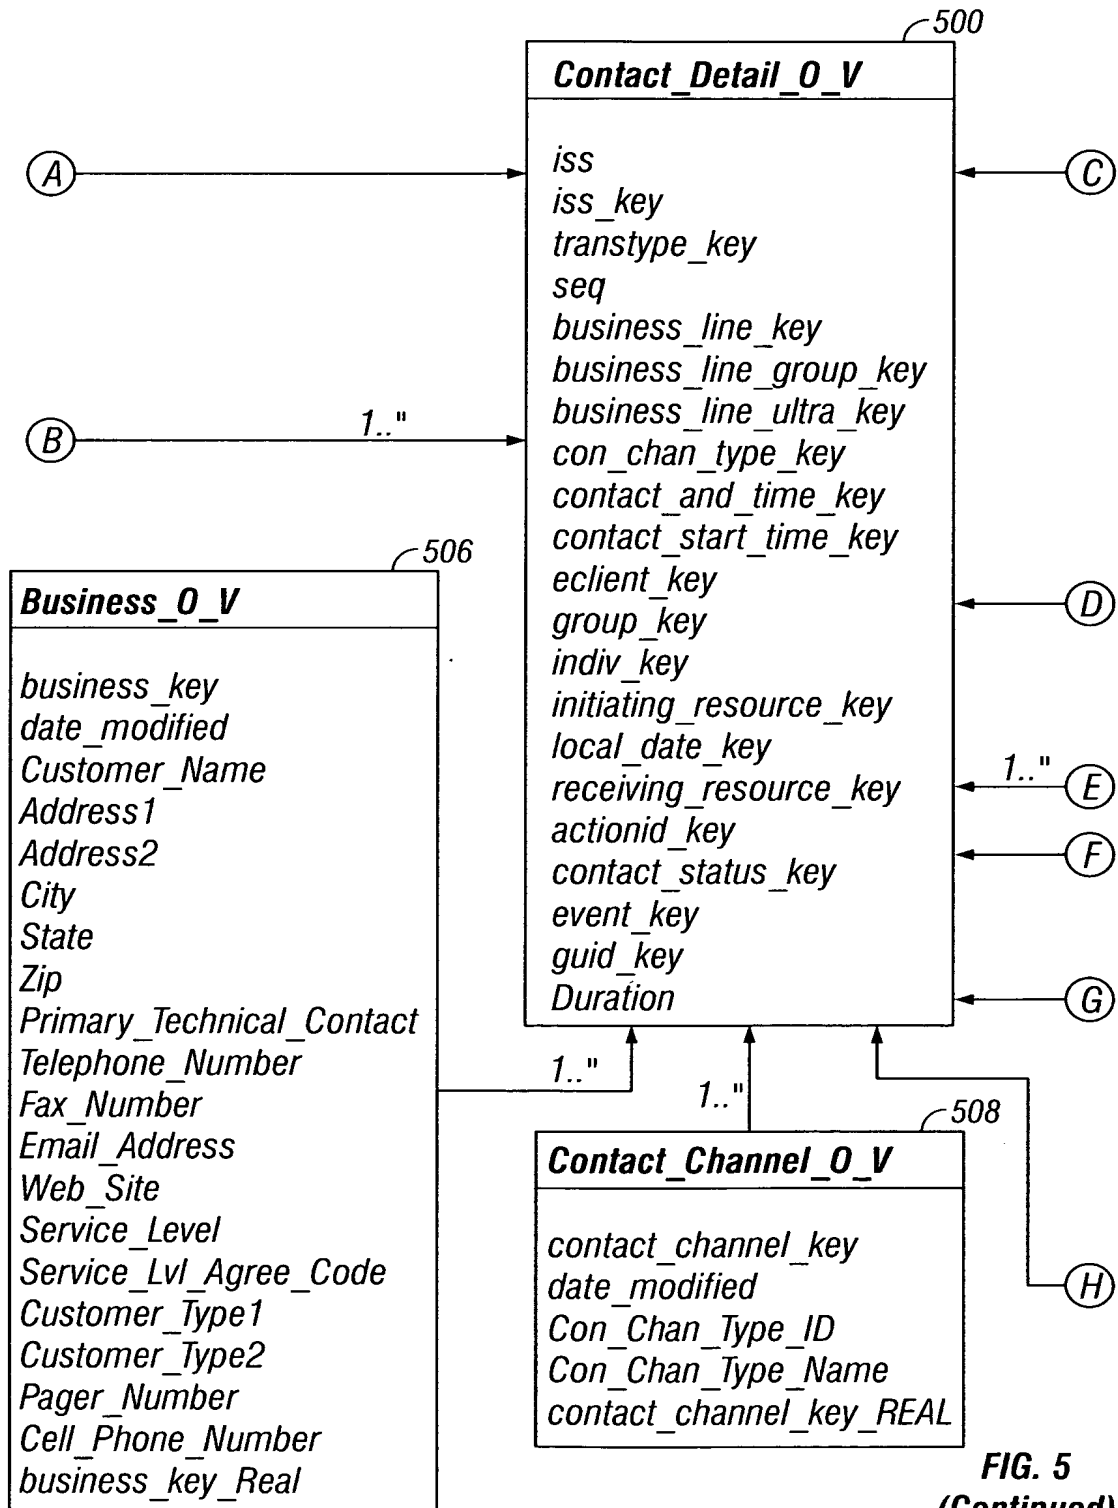 500
Contact_Detail_O_V
iss
iss_key
transtype_key
seq
business_line_key
business_line_group_key
business_line_ultra_key
con_chan_type_key
contact_and_time_key
contact_start_time_key
eclient_key
group_key
indiv_key
initiating_resource_key
local_date_key
receiving_resource_key
actionid_key
contact_status_key
event_key
guid_key
Duration
A
B
1.."
C
D
1.."
E
F
G
H
506
Business_O_V
business_key
date_modified
Customer_Name
Address1
Address2
City
State
Zip
Primary_Technical_Contact
Telephone_Number
Fax_Number
Email_Address
Web_Site
Service_Level
Service_Lvl_Agree_Code
Customer_Type1
Customer_Type2
Pager_Number
Cell_Phone_Number
business_key_Real
1.."
1.."
508
Contact_Channel_O_V
contact_channel_key
date_modified
Con_Chan_Type_ID
Con_Chan_Type_Name
contact_channel_key_REAL
FIG. 5
(Continued)